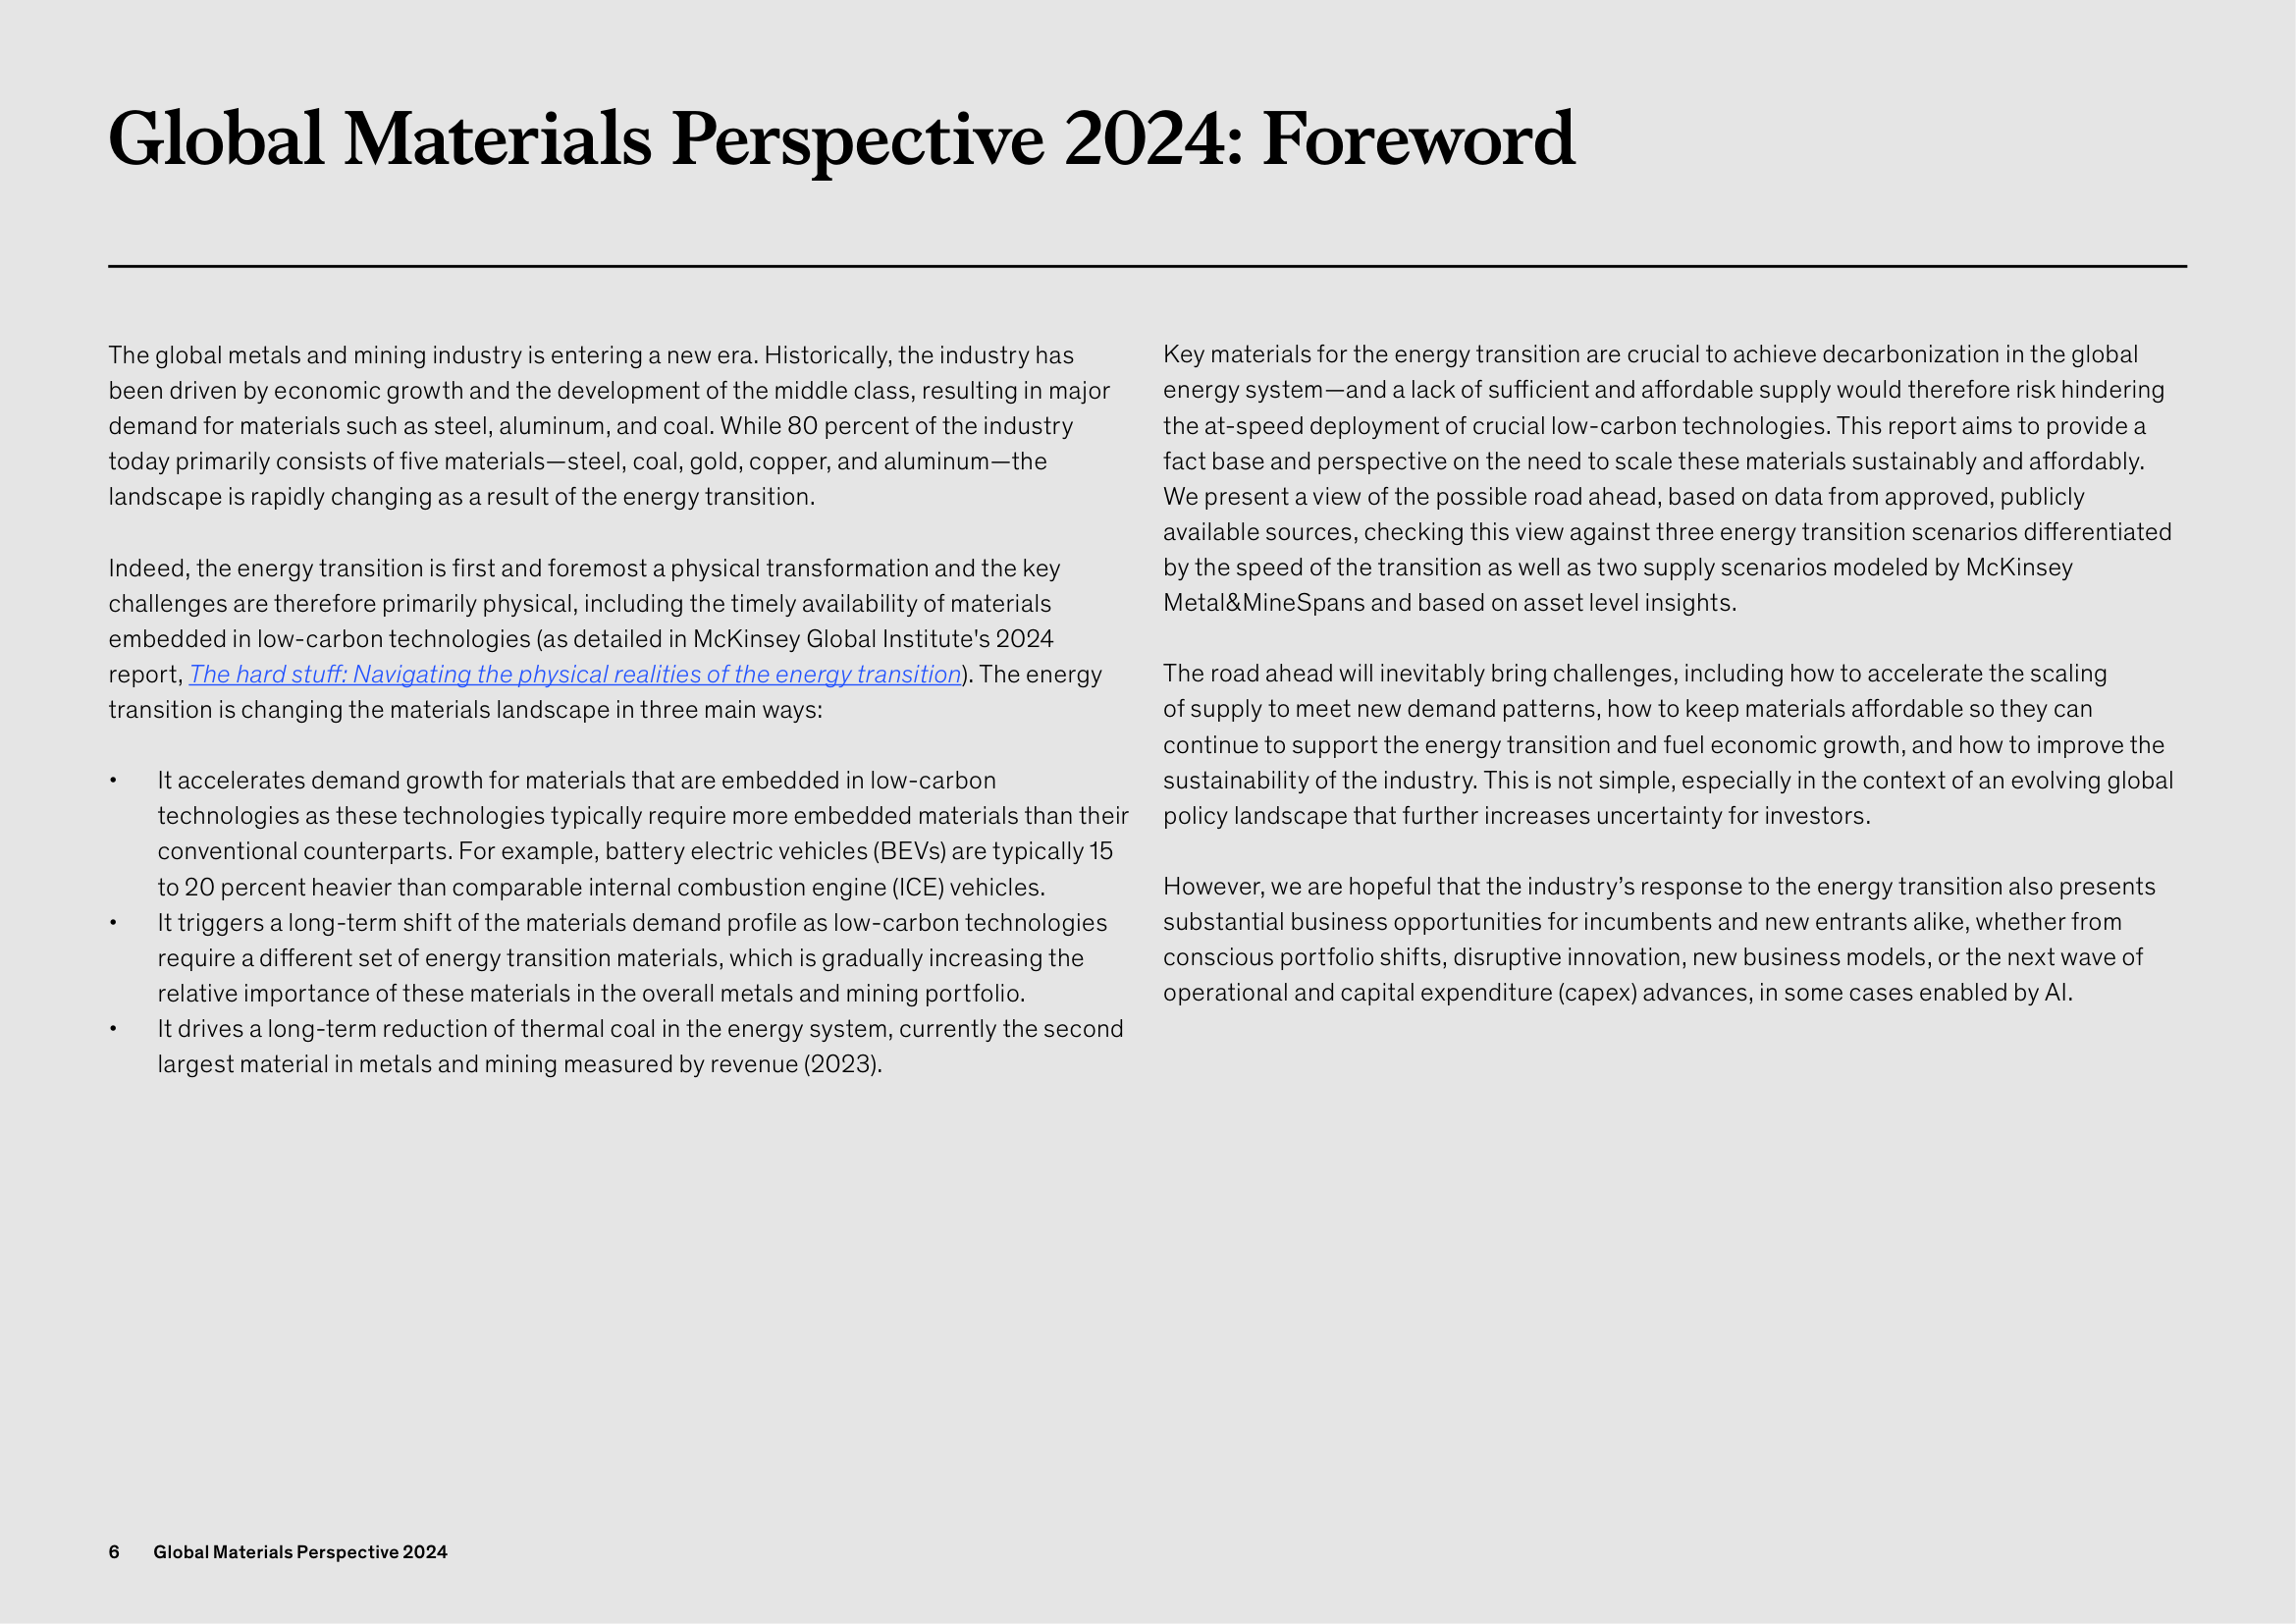 Global Materials Perspective 2024: Foreword
The global metals and mining industry is entering a new era. Historically, the industry has
been driven by economic growth and the development of the middle class, resulting in major
demand for materials such as steel, aluminum, and coal. While 80 percent of the industry
today primarily consists of five materials—steel, coal, gold, copper, and aluminum—the
landscape is rapidly changing as a result of the energy transition.
Indeed, the energy transition is first and foremost a physical transformation and the key
challenges are therefore primarily physical, including the timely availability of materials
embedded in low-carbon technologies (as detailed in McKinsey Global Institute's 2024
report, The hard stuff: Navigating the physical realities of the energy transition). The energy
transition is changing the materials landscape in three main ways:
• It accelerates demand growth for materials that are embedded in low-carbon
technologies as these technologies typically require more embedded materials than their
conventional counterparts. For example, battery electric vehicles (BEVs) are typically 15
to 20 percent heavier than comparable internal combustion engine (ICE) vehicles.
• It triggers a long-term shift of the materials demand profile as low-carbon technologies
require a different set of energy transition materials, which is gradually increasing the
relative importance of these materials in the overall metals and mining portfolio.
• It drives a long-term reduction of thermal coal in the energy system, currently the second
largest material in metals and mining measured by revenue (2023).
Key materials for the energy transition are crucial to achieve decarbonization in the global
energy system—and a lack of sufficient and affordable supply would therefore risk hindering
the at-speed deployment of crucial low-carbon technologies. This report aims to provide a
fact base and perspective on the need to scale these materials sustainably and affordably.
We present a view of the possible road ahead, based on data from approved, publicly
available sources, checking this view against three energy transition scenarios differentiated
by the speed of the transition as well as two supply scenarios modeled by McKinsey
Metal&MineSpans and based on asset level insights.
The road ahead will inevitably bring challenges, including how to accelerate the scaling
of supply to meet new demand patterns, how to keep materials affordable so they can
continue to support the energy transition and fuel economic growth, and how to improve the
sustainability of the industry. This is not simple, especially in the context of an evolving global
policy landscape that further increases uncertainty for investors.
However, we are hopeful that the industry’s response to the energy transition also presents
substantial business opportunities for incumbents and new entrants alike, whether from
conscious portfolio shifts, disruptive innovation, new business models, or the next wave of
operational and capital expenditure (capex) advances, in some cases enabled by AI.
6 Global Materials Perspective 2024